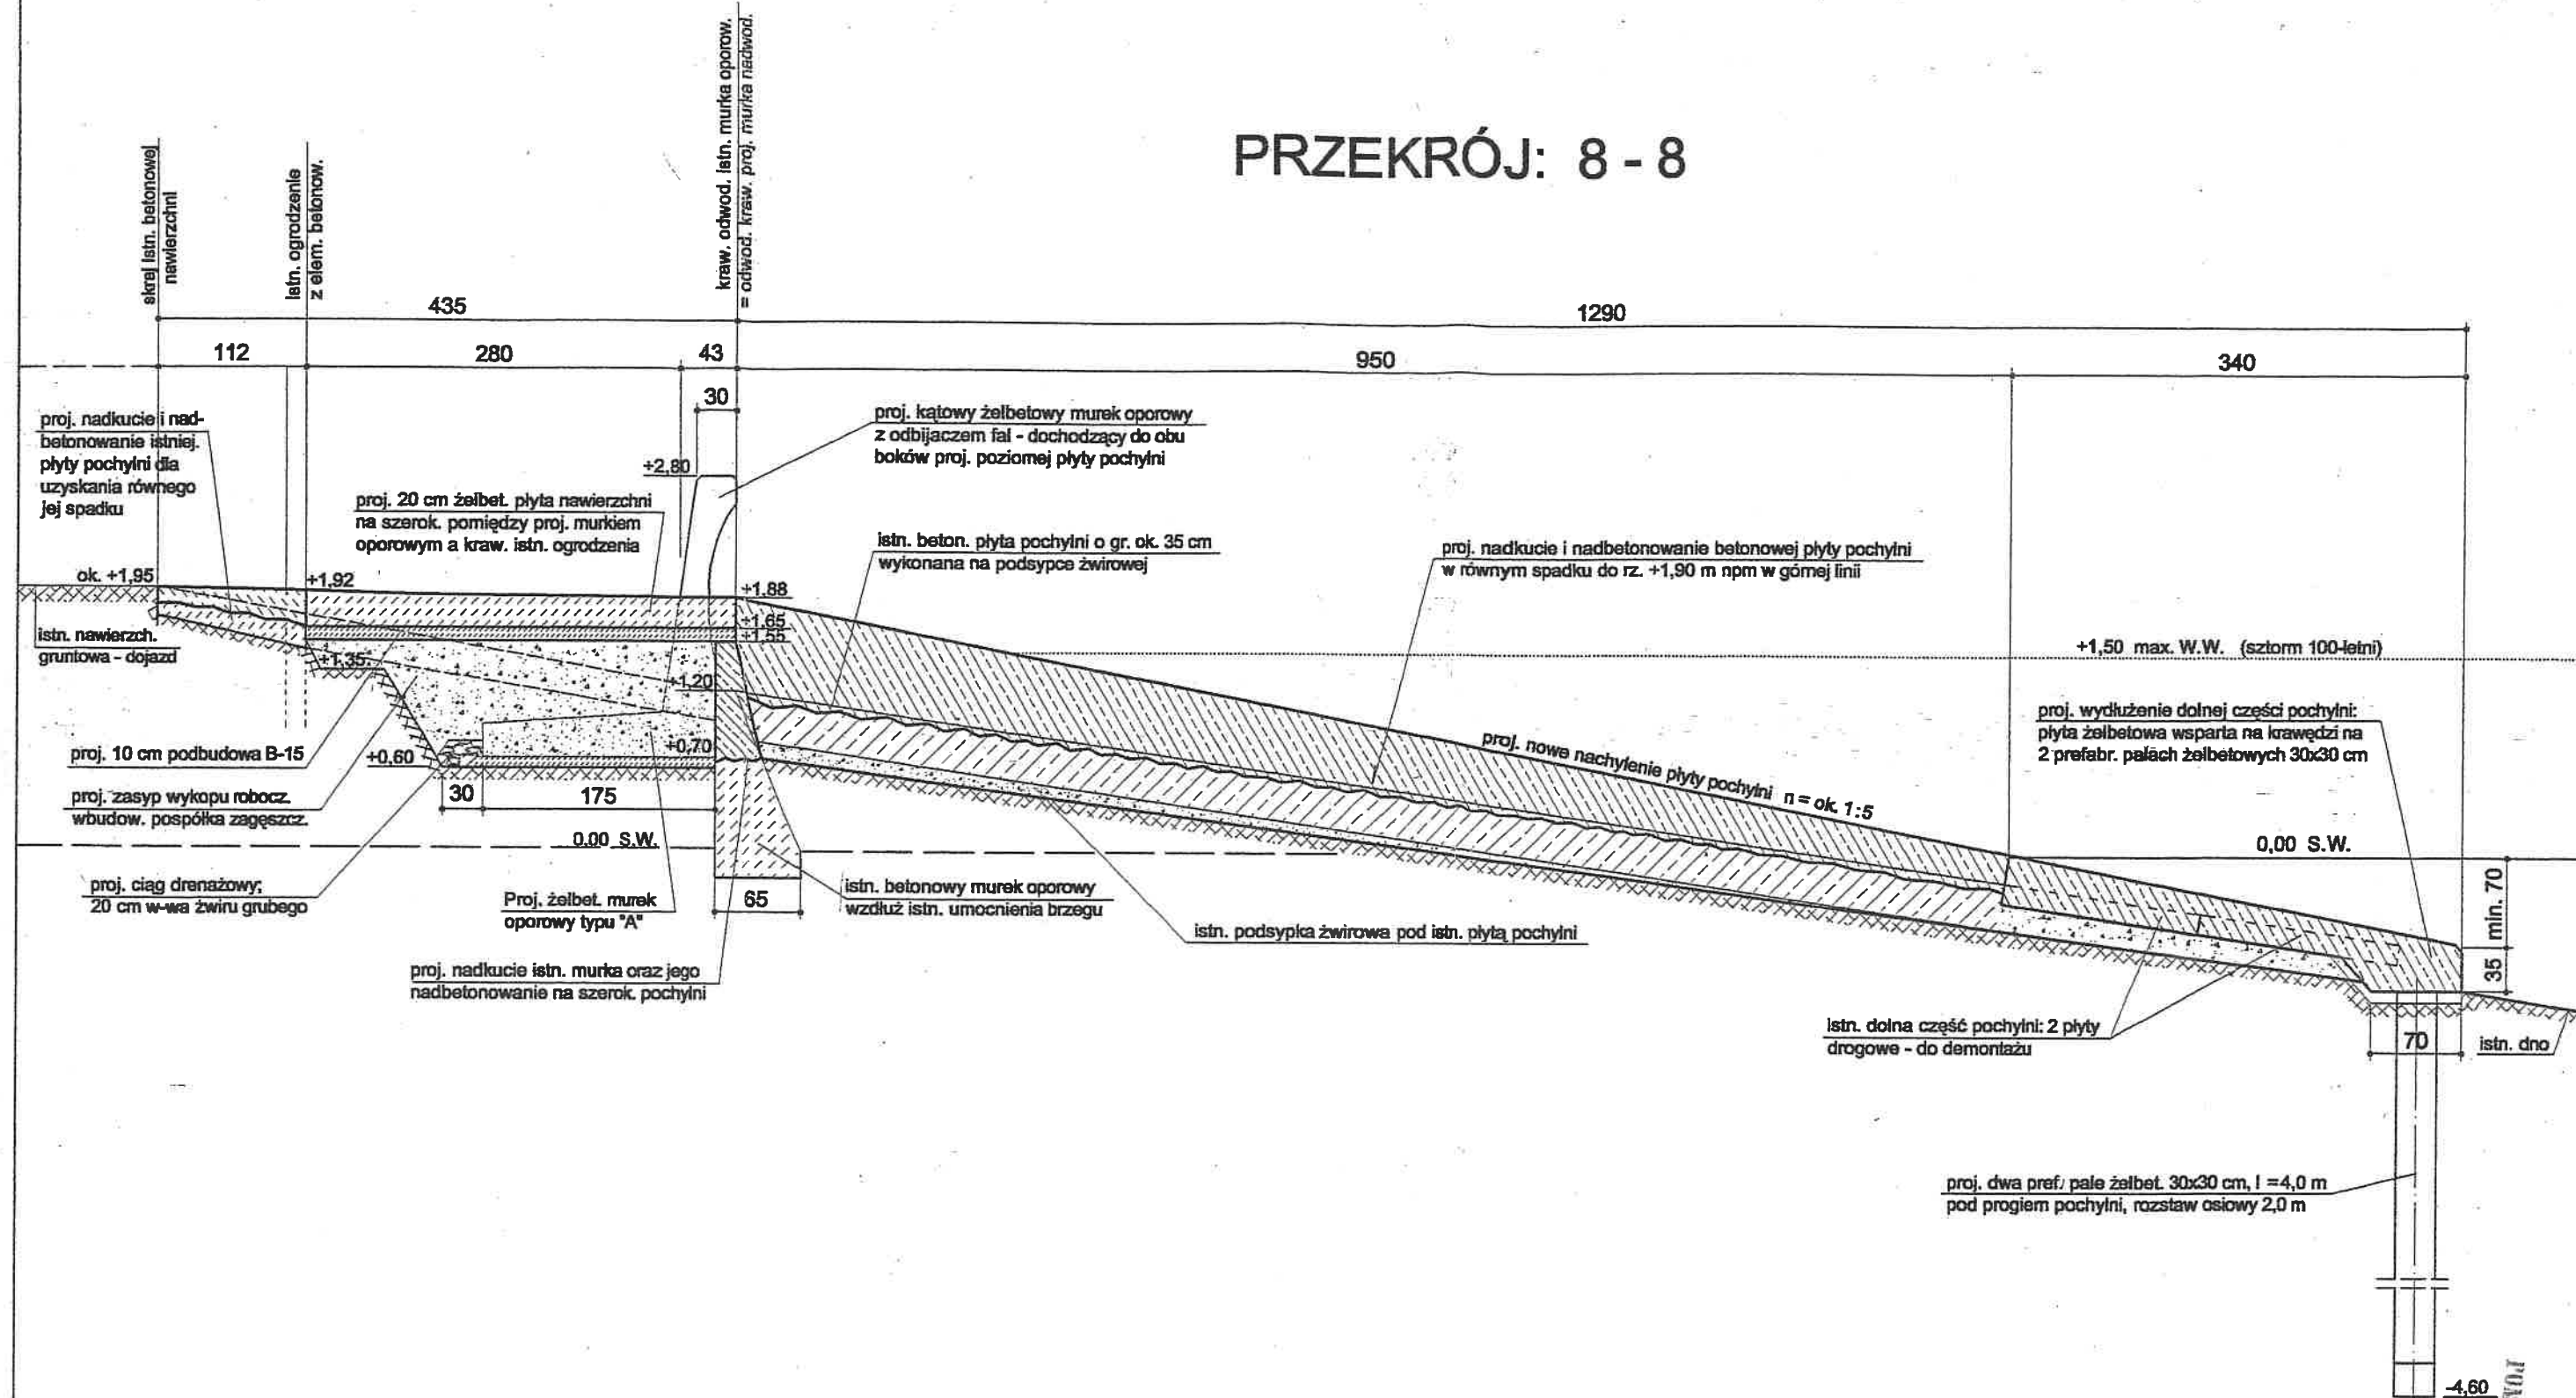 PRZEKRÓJ: 8 - 8
skraj istn. betonowej
nawierzchni
istn. ogrodzenie
z elem. betonow.
kraw. odwod. istn. murka oporow.
= odwod. kraw. proj. murka nadwod.
435
1290
112
280
43
950
340
30
proj. nadkucie i nad-
betonowanie istniej.
płyty pochylni dla
uzyskania równego
jej spadku
proj. kątowy żelbetowy murek oporowy
z odbijaczem fal - dochodzący do obu
boków proj. poziomej płyty pochylni
+2,80
proj. 20 cm żelbet. płyta nawierzchni
na szerok. pomiędzy proj. murkiem
oporowym a kraw. istn. ogrodzenia
istn. beton. płyta pochylni o gr. ok. 35 cm
wykonana na podsypce żwirowej
proj. nadkucie i nadbetonowanie betonowej płyty pochylni
w równym spadku do rz. +1,90 m npm w górnej linii
ok. +1,95
+1,92
+1.88
+1,65
+1,55
istn. nawierzch.
gruntowa - dojazd
+1,35
+1,20
+1,50 max. W.W. (sztorm 100-letni)
proj. wydłużenie dolnej części pochylni:
płyta żelbetowa wsparta na krawędzi na
2 prefabr. palach żelbetowych 30x30 cm
proj. 10 cm podbudowa B-15
+0,60
+0,70
proj. nowe nachylenie płyty pochylni n = ok. 1:5
proj. zasyp wykopu robocz.
wbudow. pospółka zagęszcz.
30
175
0.00 S.W.
0,00 S.W.
proj. ciąg drenażowy;
20 cm w-wa żwiru grubego
Proj. żelbet. murek
oporowy typu "A"
65
istn. betonowy murek oporowy
wzdłuż istn. umocnienia brzegu
istn. podsypka żwirowa pod istn. płytą pochylni
min. 70
35
proj. nadkucie istn. murka oraz jego
nadbetonowanie na szerok. pochylni
istn. dolna część pochylni: 2 płyty
drogowe - do demontażu
70
istn. dno
proj. dwa pref. pale żelbet. 30x30 cm, l =4,0 m
pod progiem pochylni, rozstaw osiowy 2,0 m
-4,60